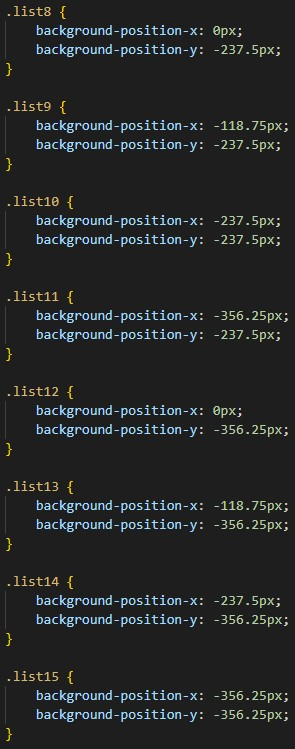 .list8 {
    background-position-x: 0px;
    background-position-y: -237.5px;
}

.list9 {
    background-position-x: -118.75px;
    background-position-y: -237.5px;
}

.list10 {
    background-position-x: -237.5px;
    background-position-y: -237.5px;
}

.list11 {
    background-position-x: -356.25px;
    background-position-y: -237.5px;
}

.list12 {
    background-position-x: 0px;
    background-position-y: -356.25px;
}

.list13 {
    background-position-x: -118.75px;
    background-position-y: -356.25px;
}

.list14 {
    background-position-x: -237.5px;
    background-position-y: -356.25px;
}

.list15 {
    background-position-x: -356.25px;
    background-position-y: -356.25px;
}